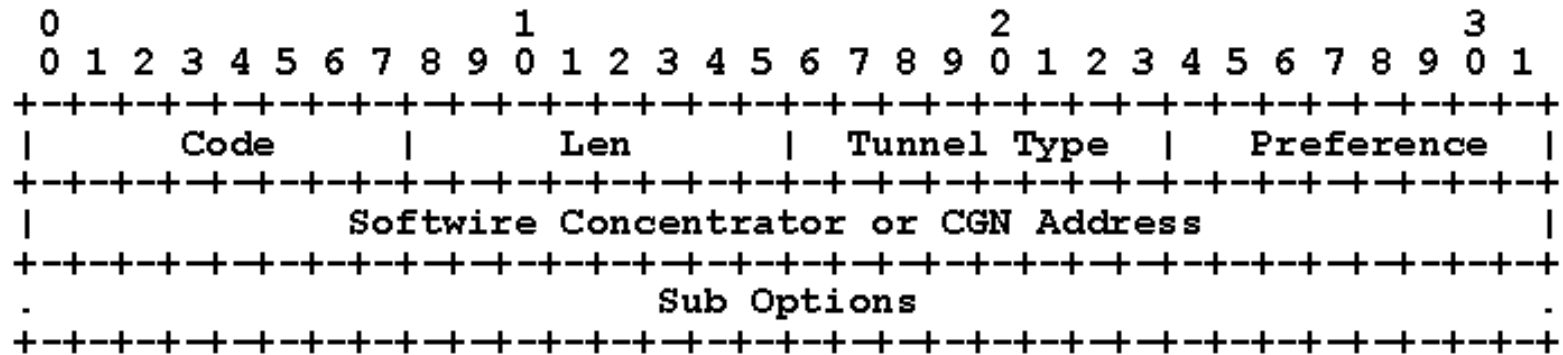 0                   1                   2                   3
0 1 2 3 4 5 6 7 8 9 0 1 2 3 4 5 6 7 8 9 0 1 2 3 4 5 6 7 8 9 0 1
+-+-+-+-+-+-+-+-+-+-+-+-+-+-+-+-+-+-+-+-+-+-+-+-+-+-+-+-+-+-+-+-+
|      Code     |      Len      |  Tunnel Type  |   Preference  |
+-+-+-+-+-+-+-+-+-+-+-+-+-+-+-+-+-+-+-+-+-+-+-+-+-+-+-+-+-+-+-+-+
|             Softwire Concentrator or CGN Address              |
+-+-+-+-+-+-+-+-+-+-+-+-+-+-+-+-+-+-+-+-+-+-+-+-+-+-+-+-+-+-+-+-+
.                          Sub Options                          .
+-+-+-+-+-+-+-+-+-+-+-+-+-+-+-+-+-+-+-+-+-+-+-+-+-+-+-+-+-+-+-+-+